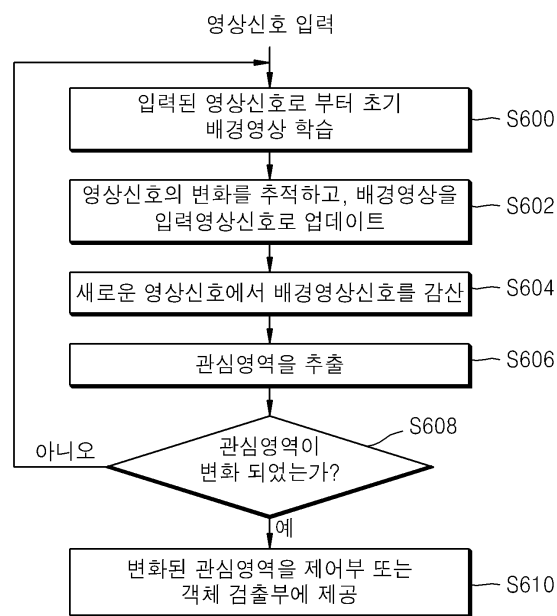 영상신호 입력
입력된 영상신호로 부터 초기
배경영상 학습
S600
영상신호의 변화를 추적하고, 배경영상을
입력영상신호로 업데이트
S602
새로운 영상신호에서 배경영상신호를 감산
S604
관심영역을 추출
S606
S608
관심영역이
변화 되었는가?
아니오
예
변화된 관심영역을 제어부 또는
객체 검출부에 제공
S610